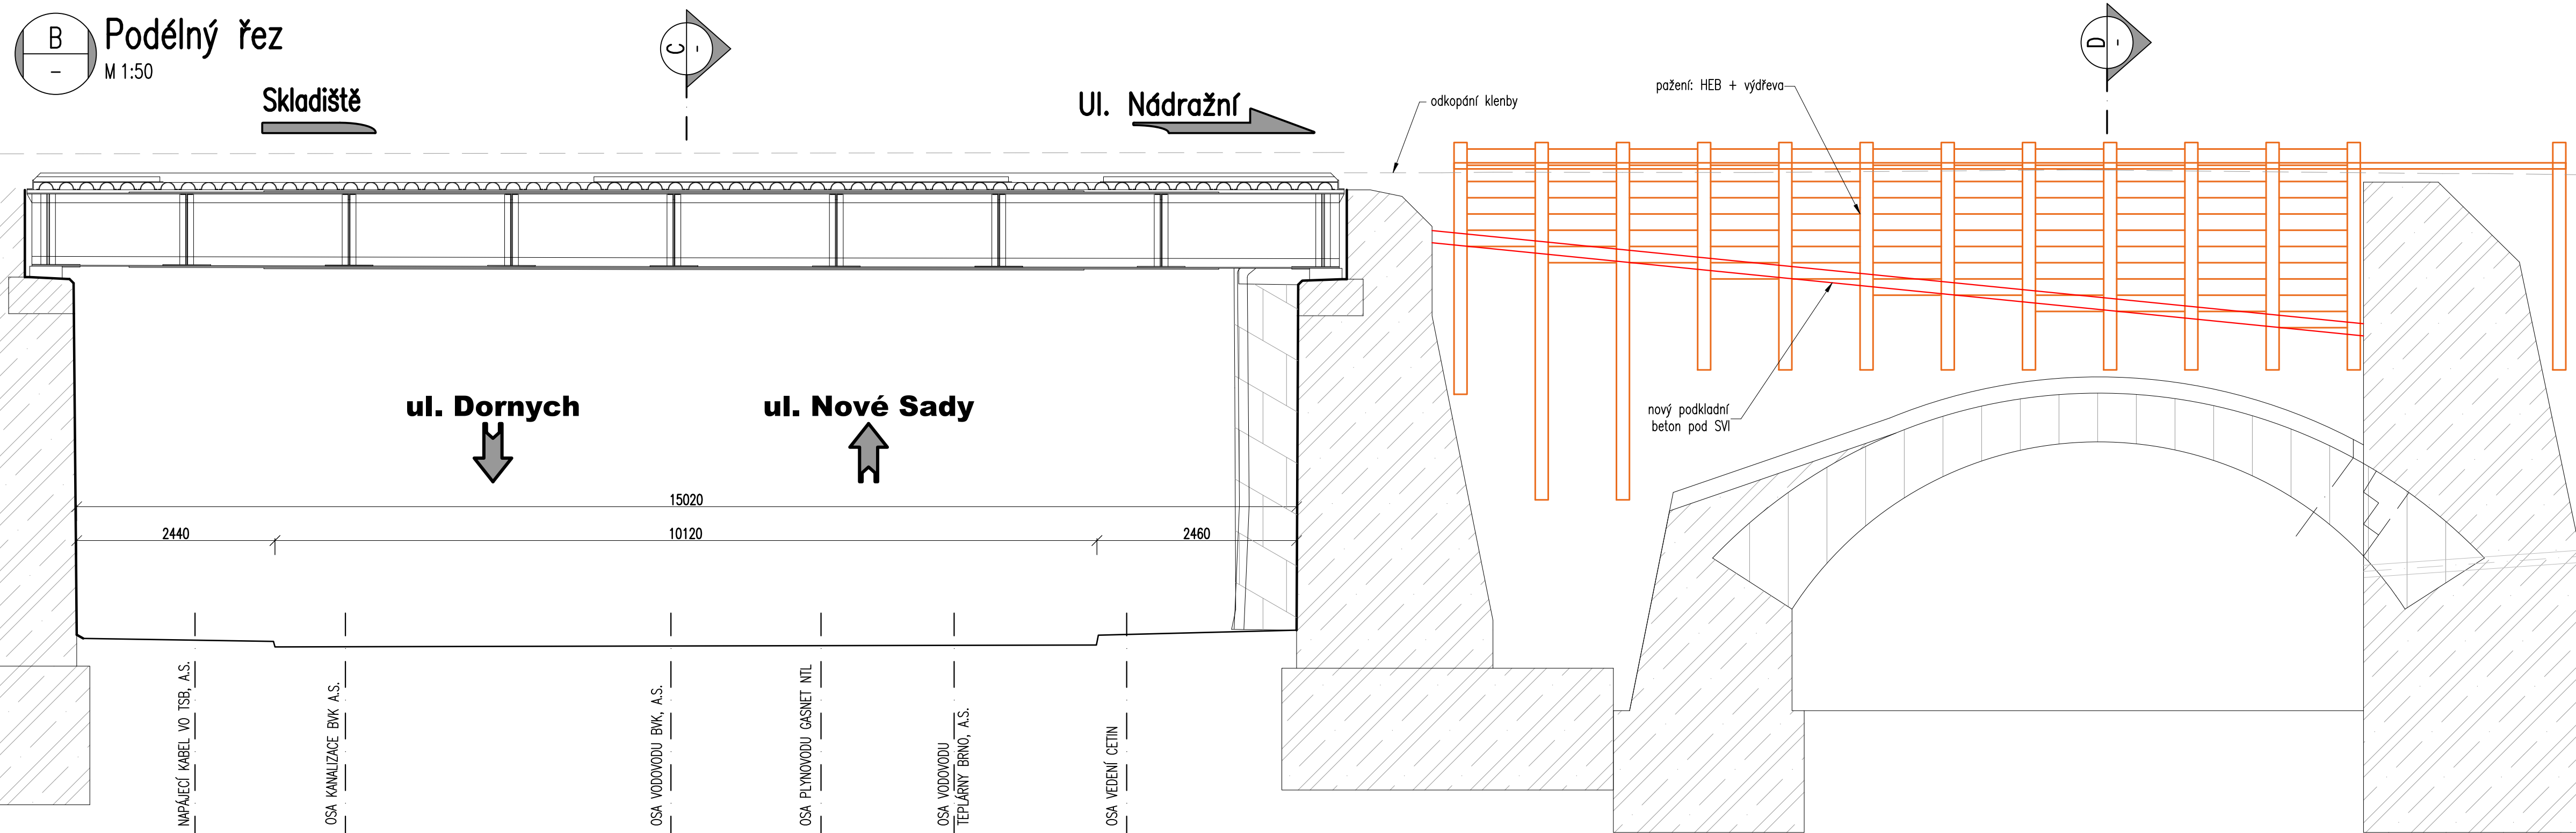 B
-
Podélný řez
M 1:50
Skladiště
C
-
Ul. Nádražní
odkopání klenby
pažení: HEB + výdřeva
D
-
ul. Dornych
ul. Nové Sady
nový podkladní
beton pod SVI
15020
2440
10120
2460
NAPÁJECÍ KABEL VO TSB, A.S.
OSA KANALIZACE BVK A.S.
OSA VODOVODU BVK, A.S.
OSA PLYNOVODU GASNET NTL
OSA VODOVODU
TEPLÁRNY BRNO, A.S.
OSA VEDENÍ CETIN